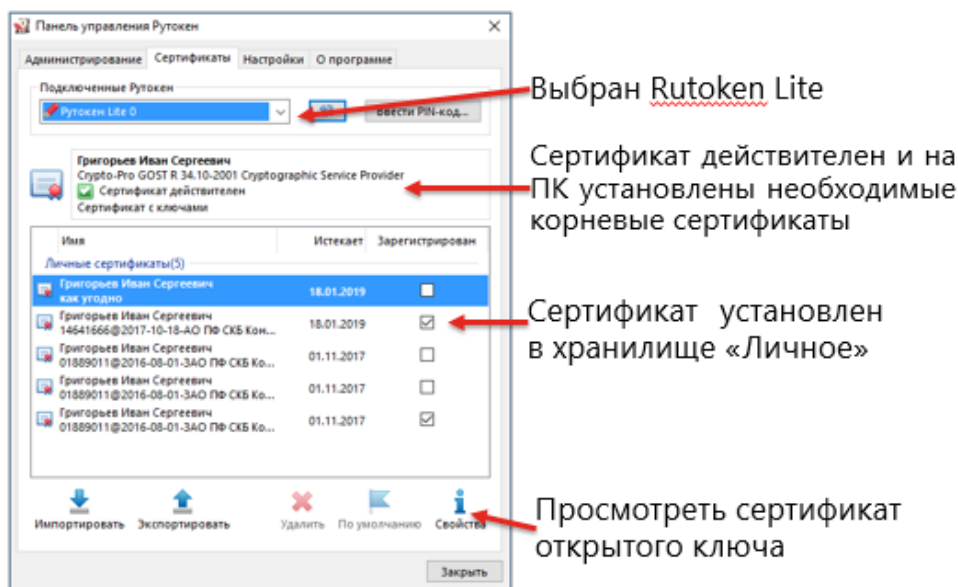 Панель управления Рутокен
Администрирование Сертификаты Настройки О программе
Подключенные Рутокен
Рутокен Lite 0
Ввести PIN-код...
Выбран Rutoken Lite
Григорьев Иван Сергеевич
Crypto-Pro GOST R 34.10-2001 Cryptographic Service Provider
Сертификат действителен
Сертификат с ключами
Сертификат действителен и на
ПК установлены необходимые
корневые сертификаты
Имя Истекает Зарегистрирован
Личные сертификаты(5)
Григорьев Иван Сергеевич
как угодно 18.01.2019
Григорьев Иван Сергеевич
14641666@2017-10-18-АО ПФ СКБ Кон... 18.01.2019
Григорьев Иван Сергеевич
01889011@2016-08-01-ЗАО ПФ СКБ Ко... 01.11.2017
Григорьев Иван Сергеевич
01889011@2016-08-01-ЗАО ПФ СКБ Ко... 01.11.2017
Григорьев Иван Сергеевич
01889011@2016-08-01-ЗАО ПФ СКБ Ко... 01.11.2017
Сертификат установлен
в хранилище «Личное»
Импортировать Экспортировать Удалить По умолчанию Свойства
Просмотреть сертификат
открытого ключа
Закрыть